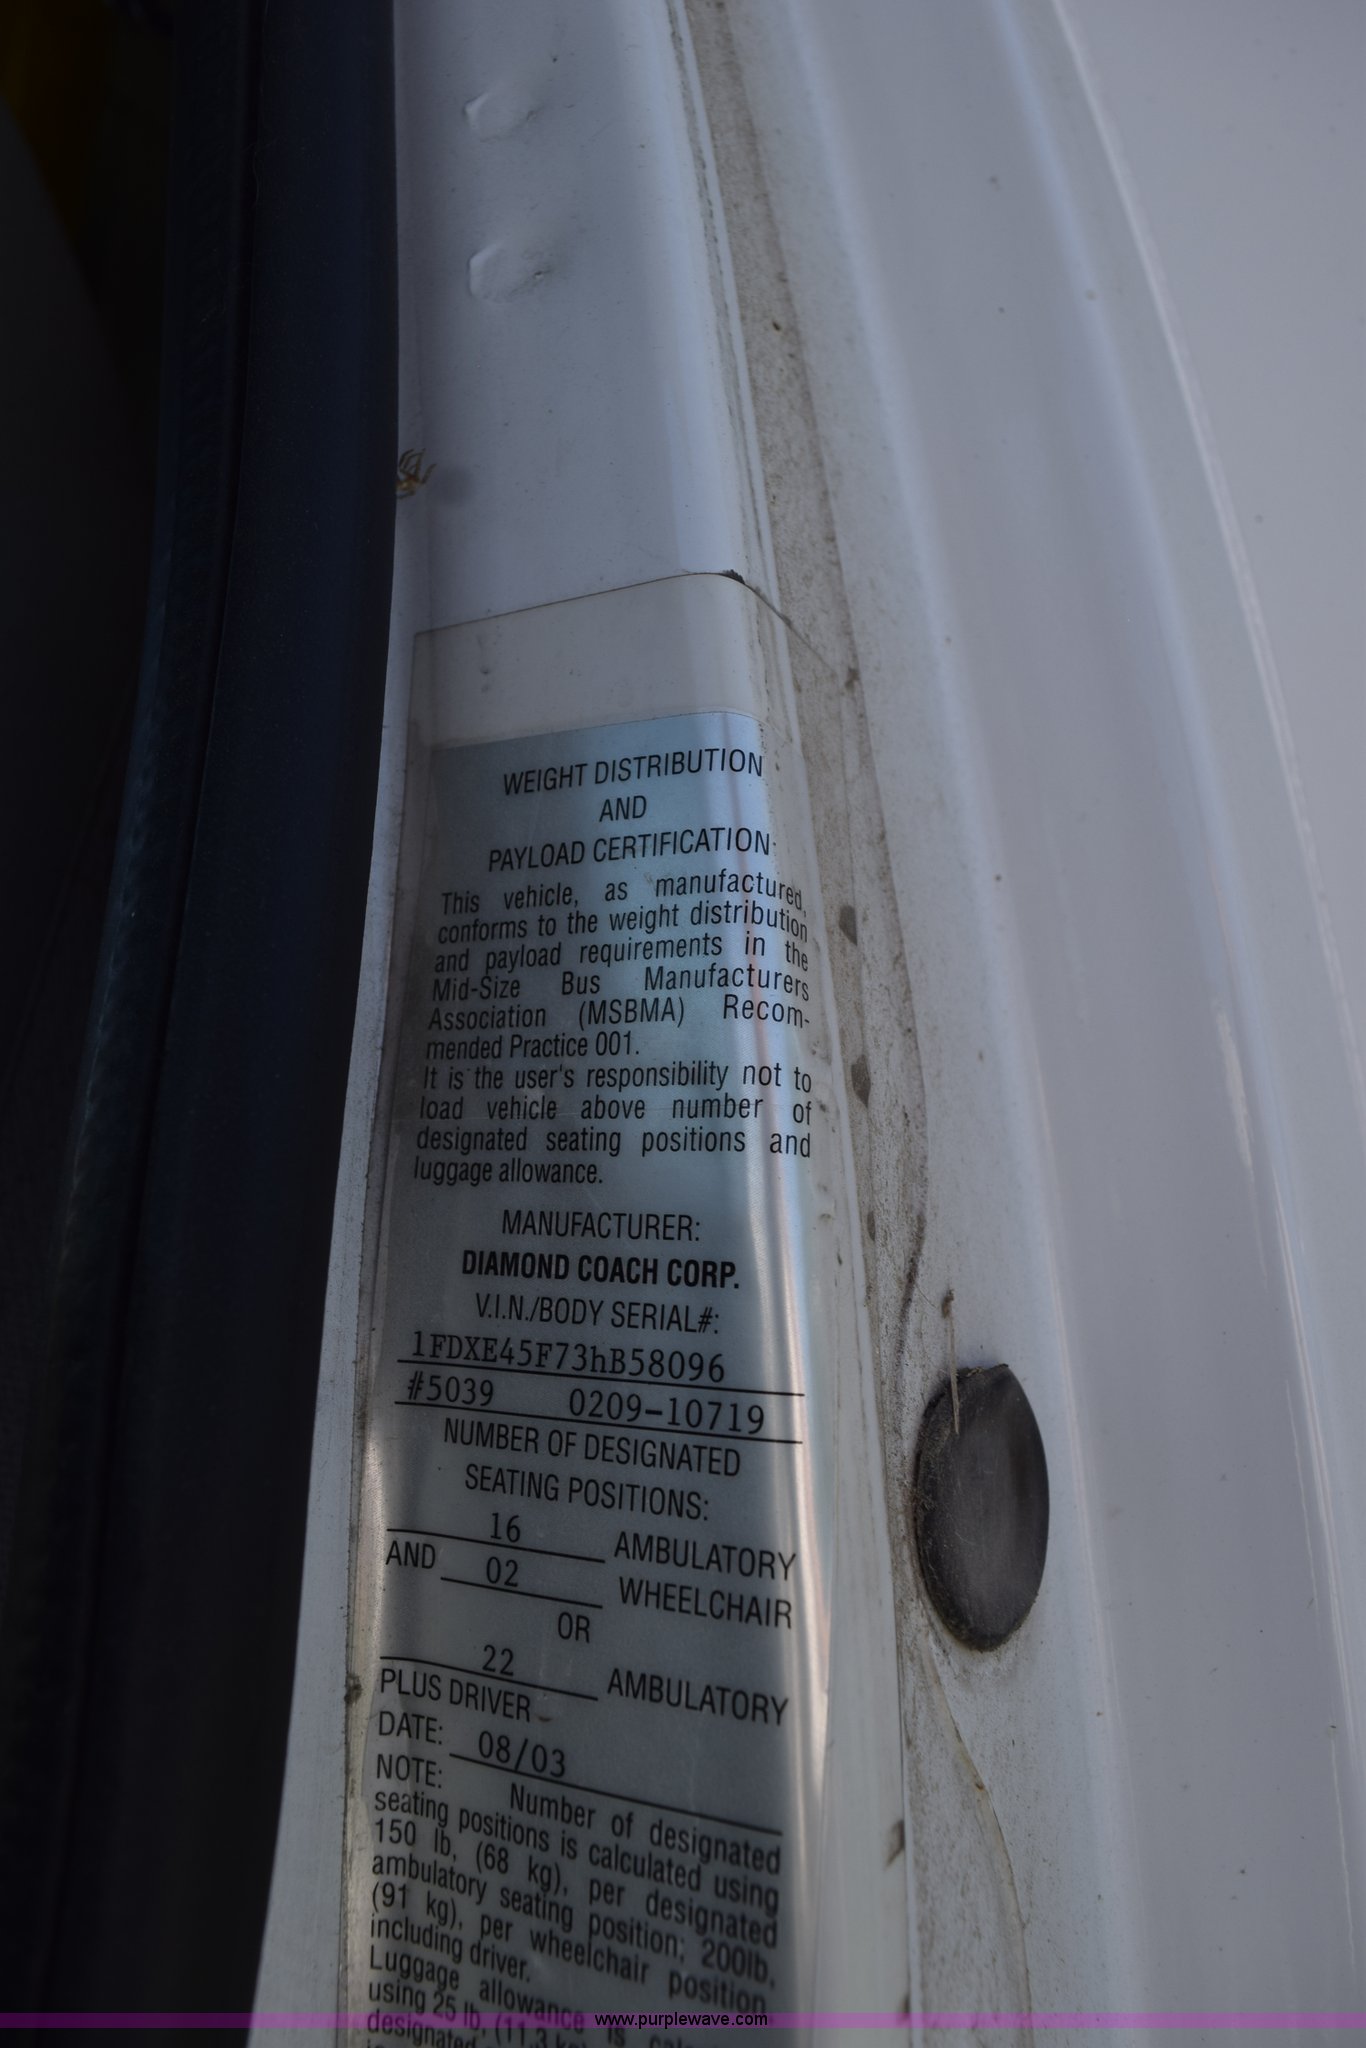 WEIGHT DISTRIBUTION
AND
PAYLOAD CERTIFICATION:
This vehicle, as manufactured,
conforms to the weight distribution
and payload requirements in the
Mid-Size Bus Manufacturers
Association (MSBMA) Recom-
mended Practice 001.
It is the user's responsibility not to
load vehicle above number of
designated seating positions and
luggage allowance.
MANUFACTURER:
DIAMOND COACH CORP.
V.I.N./BODY SERIAL#:
1FDXE45F73hB58096
#5039 0209-10719
NUMBER OF DESIGNATED
SEATING POSITIONS:
16 AMBULATORY
AND 02 WHEELCHAIR
OR
22 AMBULATORY
PLUS DRIVER
DATE: 08/03
NOTE: Number of designated
seating positions is calculated using
150 lb, (68 kg), per designated
ambulatory seating position; 200lb,
(91 kg), per wheelchair position,
including driver.
Luggage allowance is
using 25 lb, (11.3 kg)
designated
www.purplewave.com